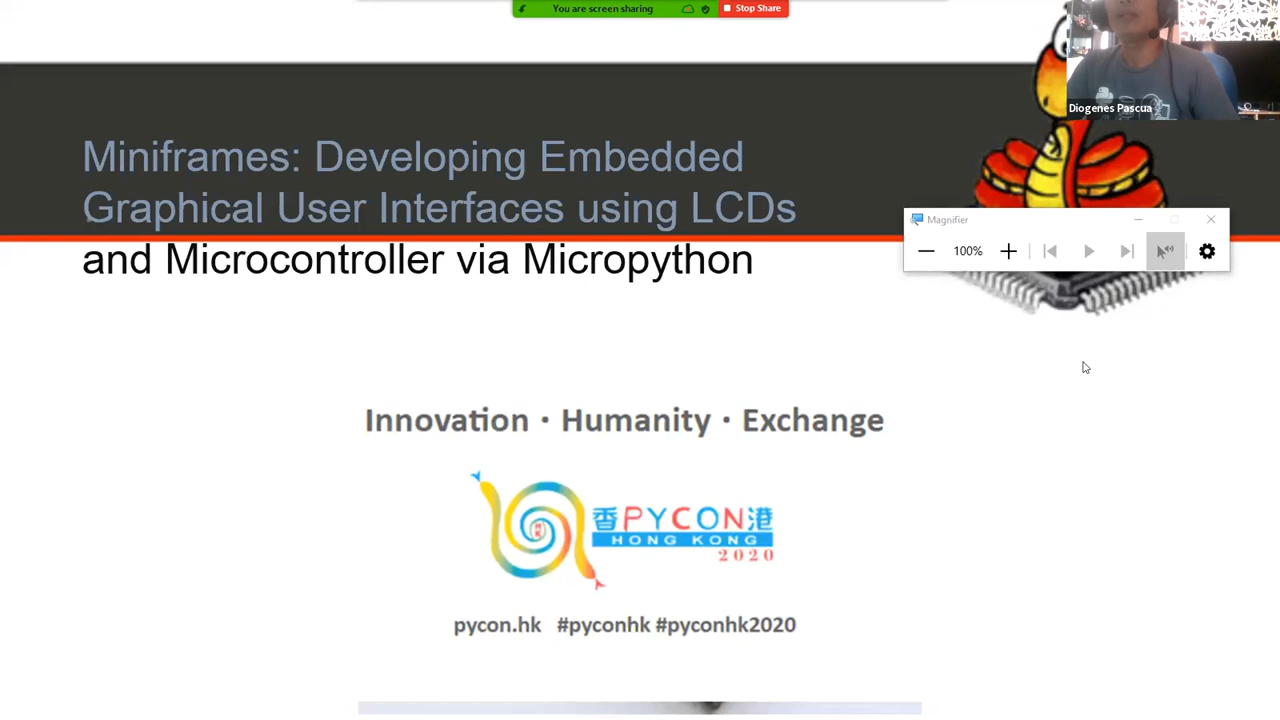 You are screen sharing
Stop Share
Diogenes Pascua
Miniframes: Developing Embedded
Graphical User Interfaces using LCDs
and Microcontroller via Micropython
Magnifier
100%
Innovation · Humanity · Exchange
香PYCON港
HONG KONG
2020
pycon.hk #pyconhk #pyconhk2020